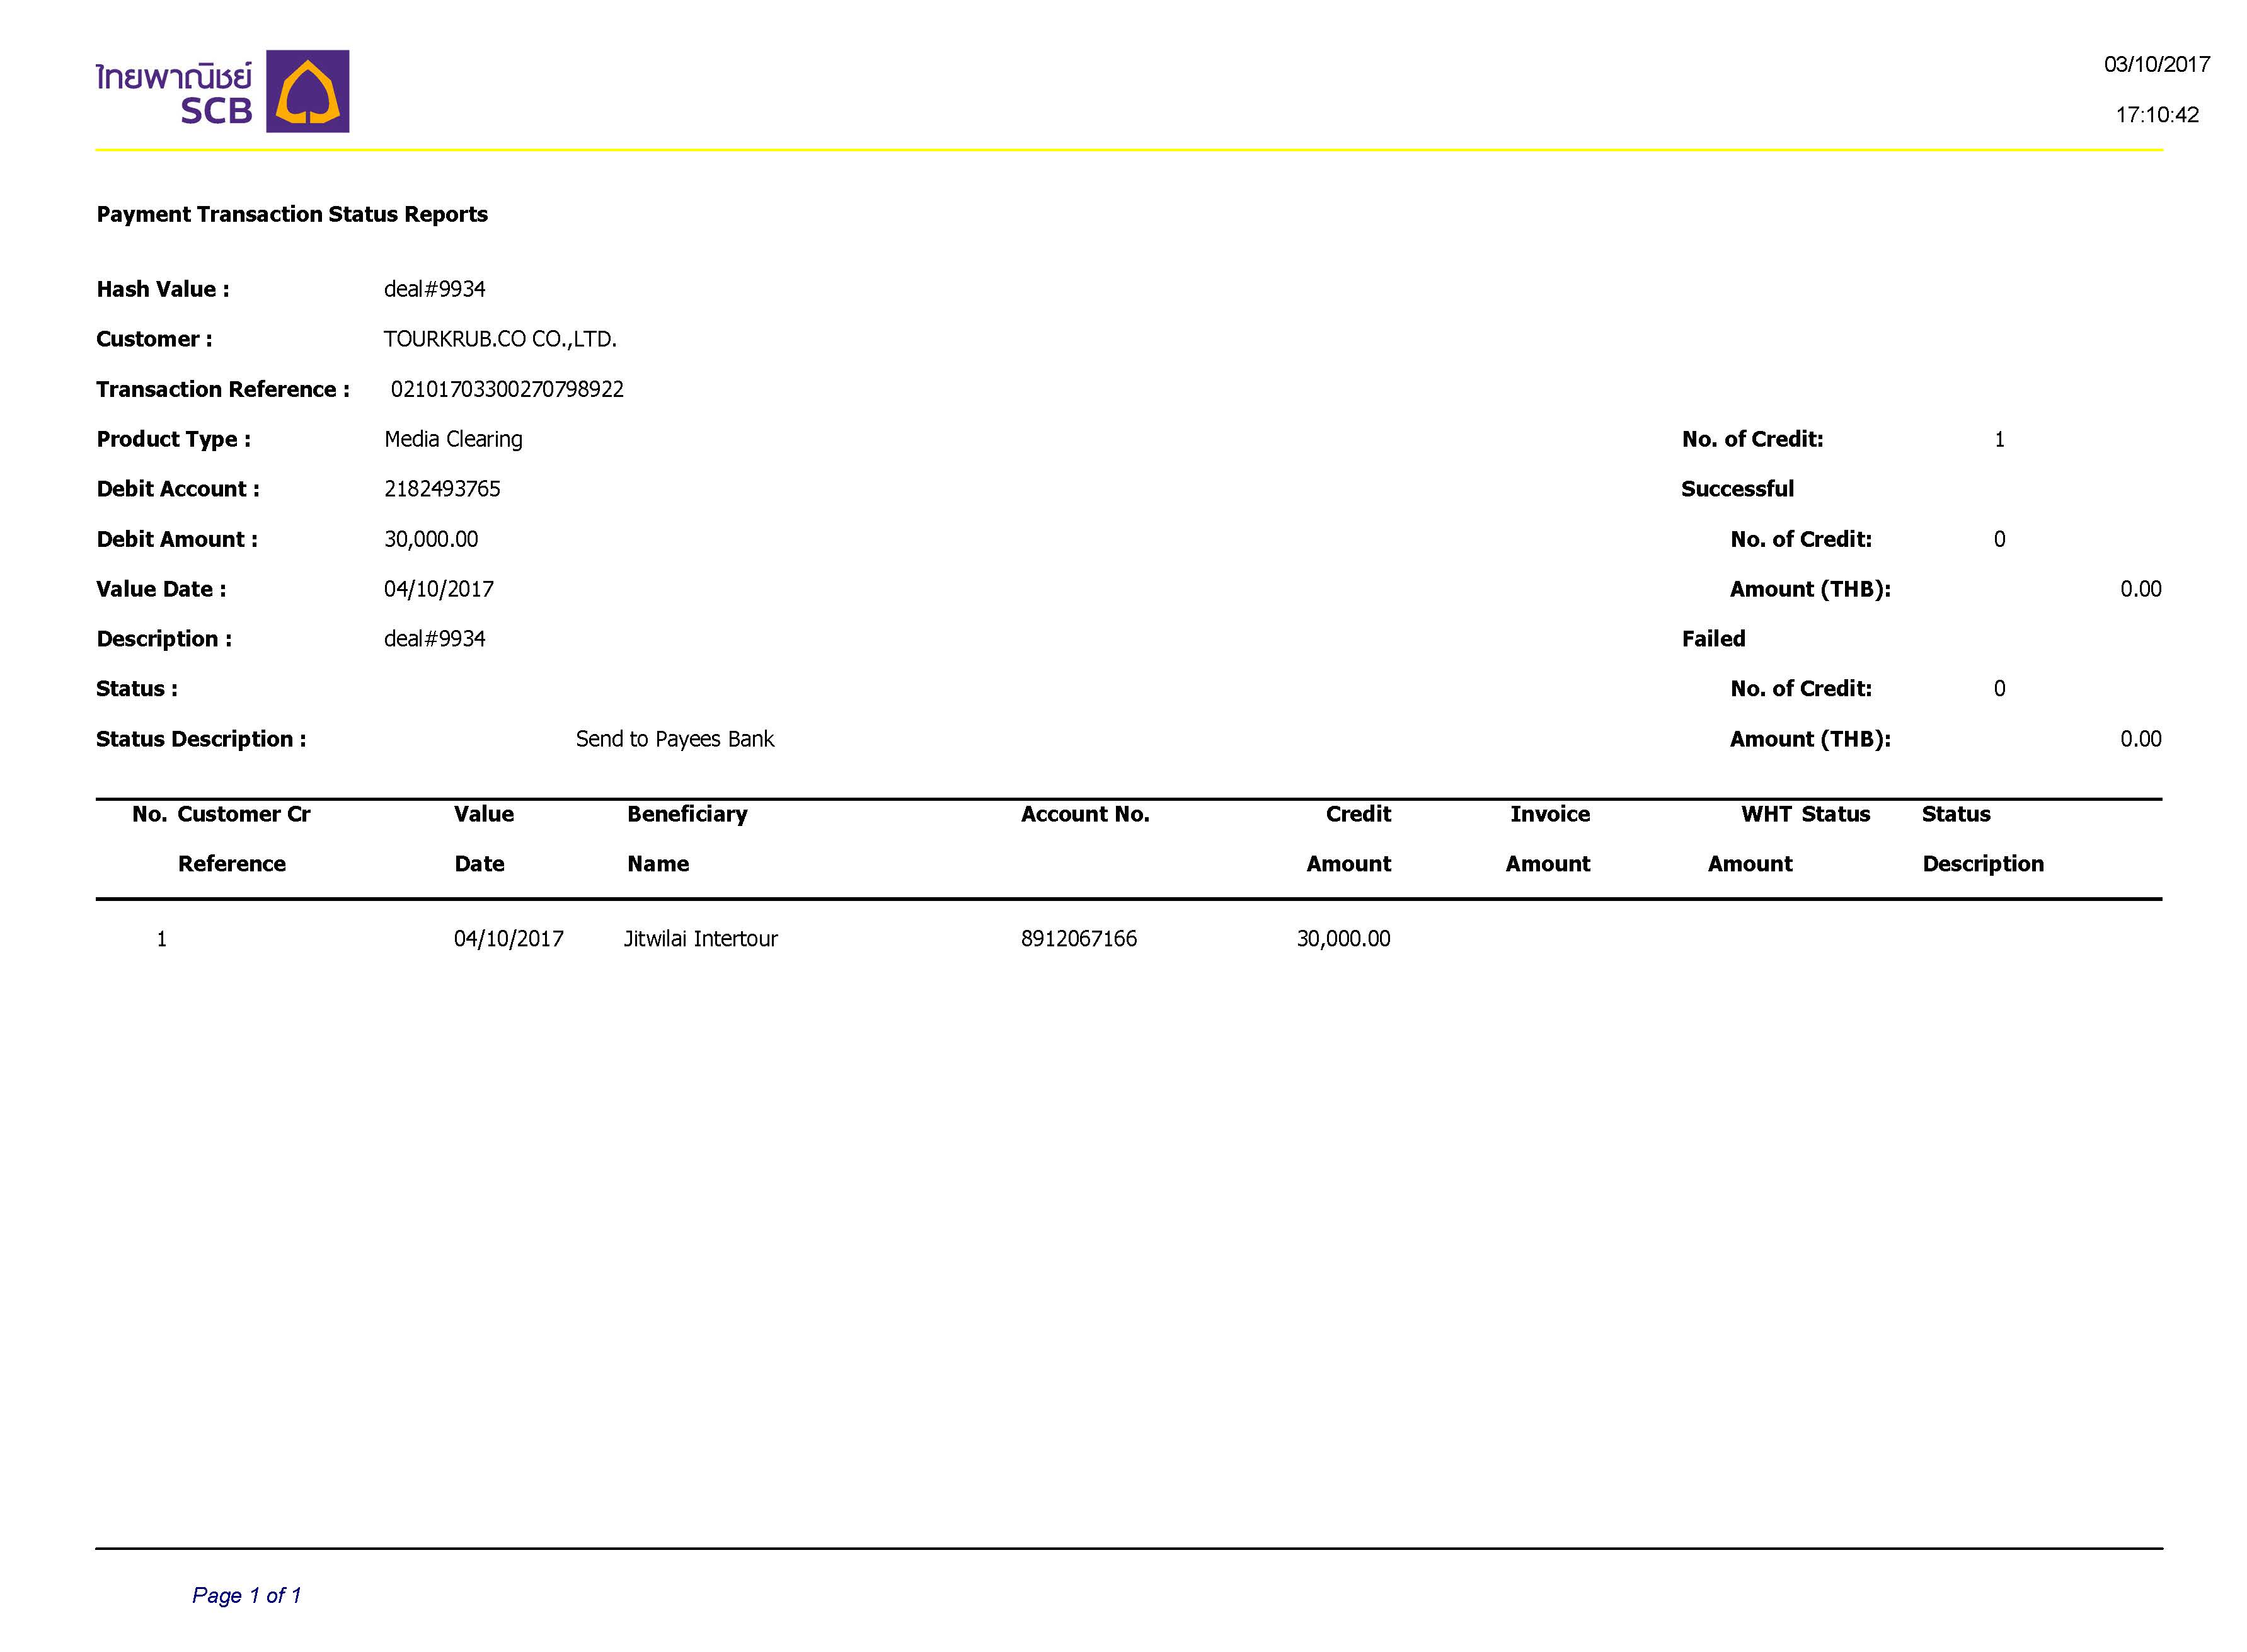 ไทยพาณิชย์
SCB
03/10/2017
17:10:42
Payment Transaction Status Reports
Hash Value : deal#9934
Customer : TOURKRUB.CO CO.,LTD.
Transaction Reference : 02101703300270798922
Product Type : Media Clearing No. of Credit: 1
Debit Account : 2182493765 Successful
Debit Amount : 30,000.00 No. of Credit: 0
Value Date : 04/10/2017 Amount (THB): 0.00
Description : deal#9934 Failed
Status : No. of Credit: 0
Status Description : Send to Payees Bank Amount (THB): 0.00
No. Customer Cr Value Beneficiary Account No. Credit Invoice WHT Status Status
Reference Date Name Amount Amount Amount Description
1 04/10/2017 Jitwilai Intertour 8912067166 30,000.00
Page 1 of 1